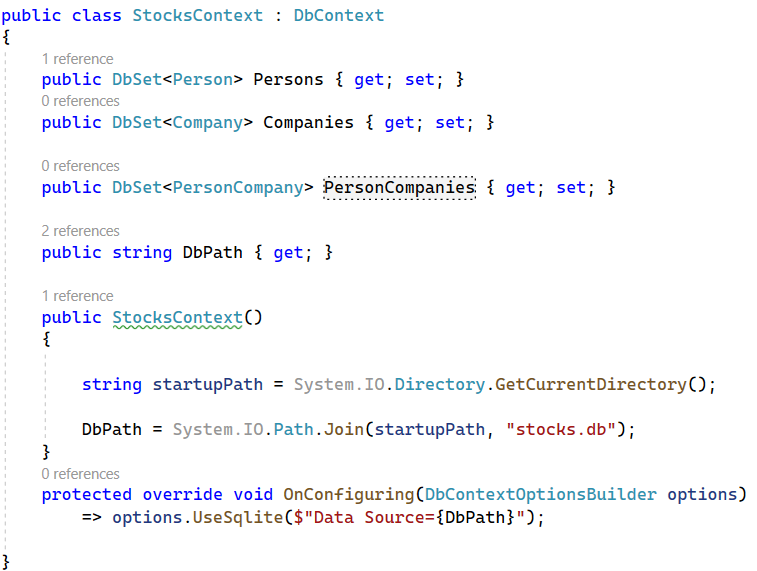 public class StocksContext : DbContext
{
1 reference
public DbSet<Person> Persons { get; set; }
0 references
public DbSet<Company> Companies { get; set; }
0 references
public DbSet<PersonCompany> PersonCompanies { get; set; }
2 references
public string DbPath { get; }
1 reference
public StocksContext()
{
string startupPath = System.IO.Directory.GetCurrentDirectory();
DbPath = System.IO.Path.Join(startupPath, "stocks.db");
}
0 references
protected override void OnConfiguring(DbContextOptionsBuilder options)
=> options.UseSqlite($"Data Source={DbPath}");
}